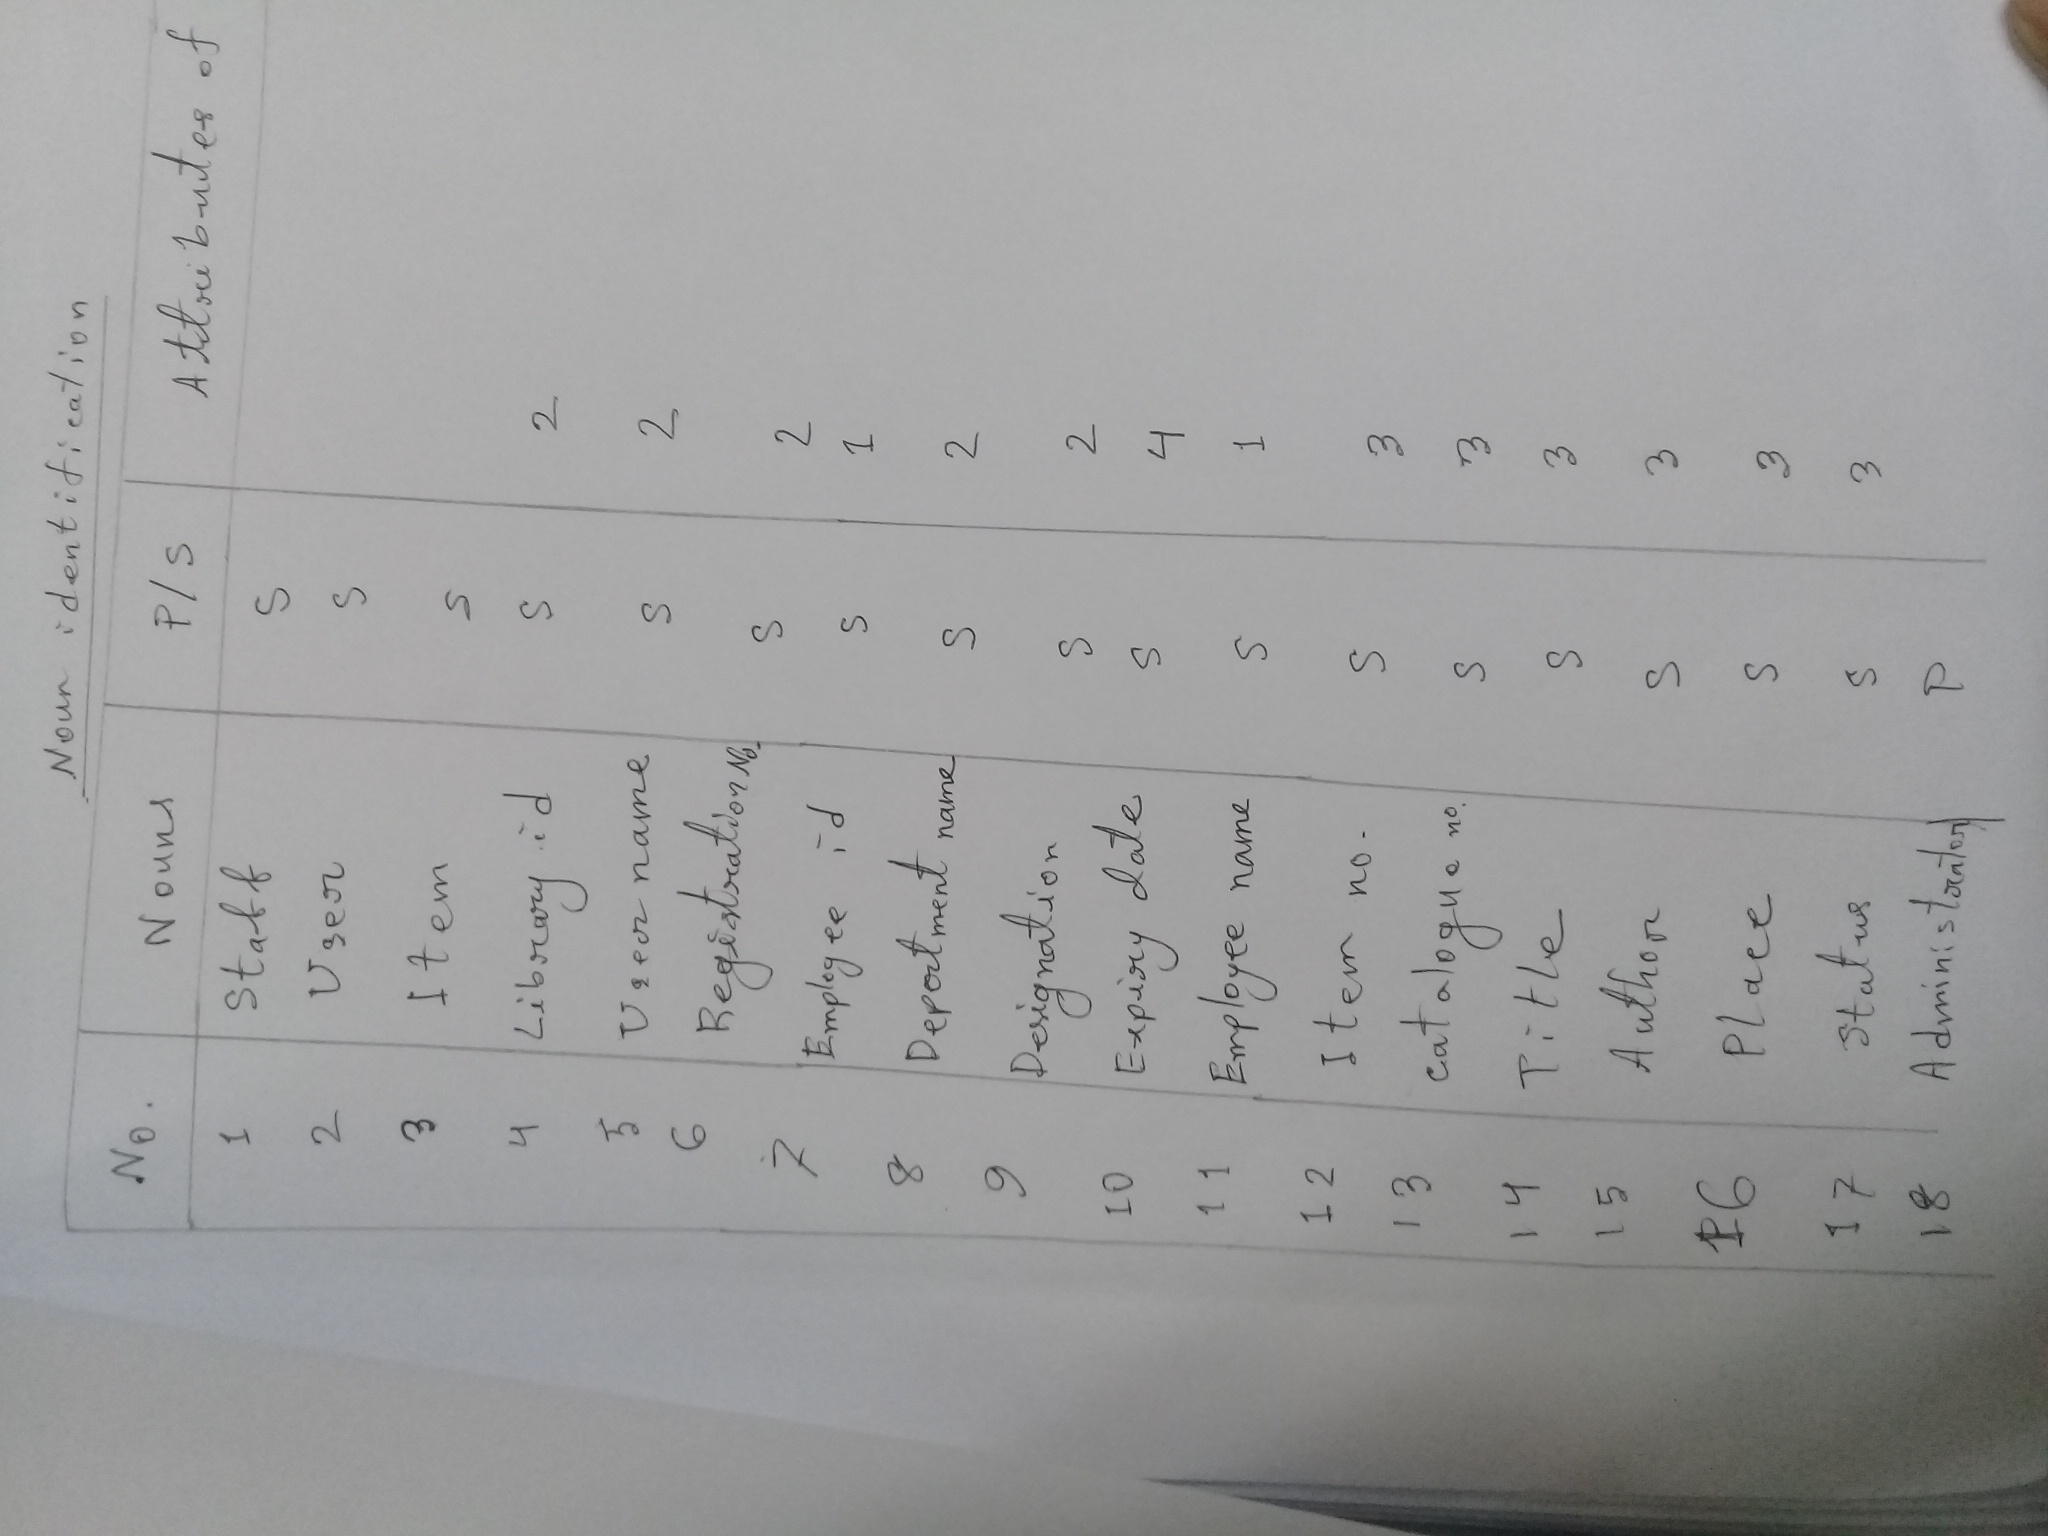 Noun identification
No. Nouns P/S Attributes of
1 Staff S
2 User S
3 Item S
4 Library id S 2
5 User name S 2
6 Registration No. S 2
7 Employee id S 1
8 Department name S 2
9 Designation S 2
10 Expiry date S 4
11 Employee name S 1
12 Item no. S 3
13 catalogue no. S 3
14 Title S 3
15 Author S 3
16 Place S 3
17 Status S 3
18 Administrator P